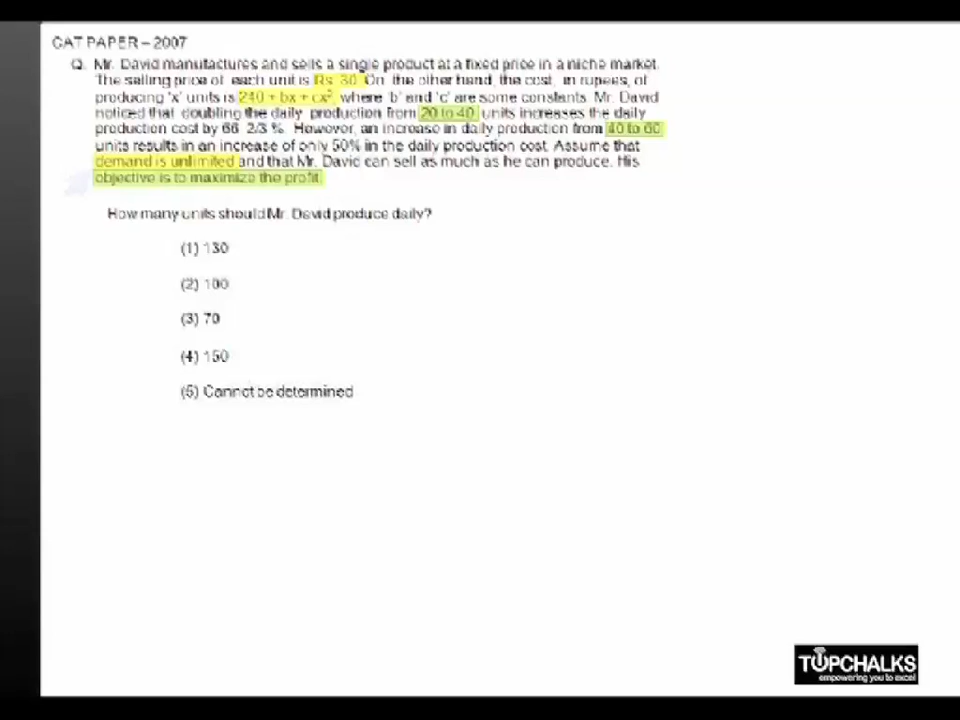 CAT PAPER – 2007
Q. Mr. David manufactures and sells a single product at a fixed price in a niche market.
The selling price of each unit is Rs. 30. On the other hand, the cost, in rupees, of
producing 'x' units is 240 + bx + cx², where 'b' and 'c' are some constants. Mr. David
noticed that doubling the daily production from 20 to 40 units increases the daily
production cost by 66 2/3 %. However, an increase in daily production from 40 to 60
units results in an increase of only 50% in the daily production cost. Assume that
demand is unlimited and that Mr. David can sell as much as he can produce. His
objective is to maximize the profit.
How many units should Mr. David produce daily?
(1) 130
(2) 100
(3) 70
(4) 150
(5) Cannot be determined
TOPCHALKS
empowering you to excel